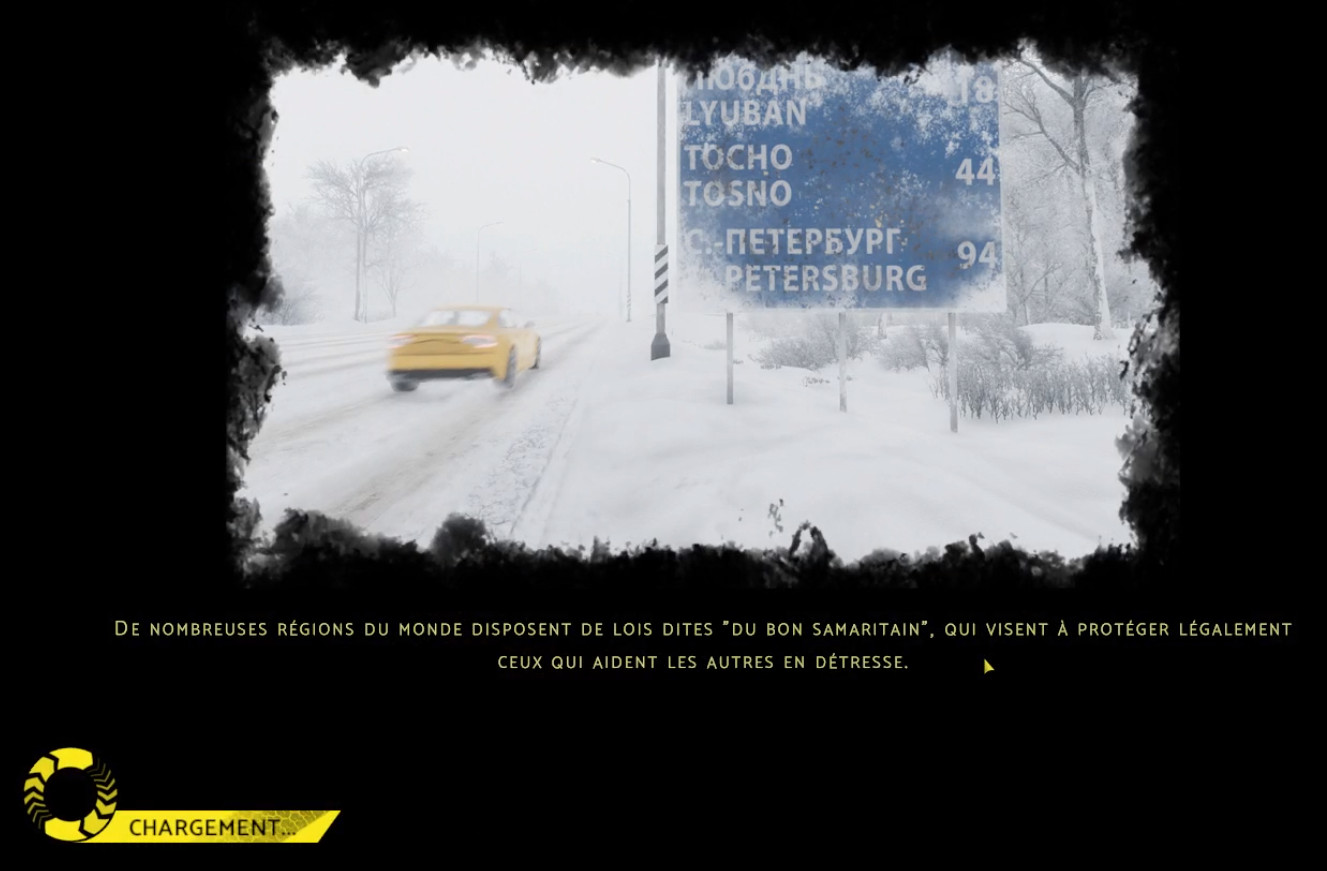 ЛЮБАНЬ 18
LYUBAN
ТОСНО 44
TOSNO
С.-ПЕТЕРБУРГ 94
PETERSBURG
De nombreuses régions du monde disposent de lois dites "du bon samaritain", qui visent à protéger légalement
ceux qui aident les autres en détresse.
CHARGEMENT...